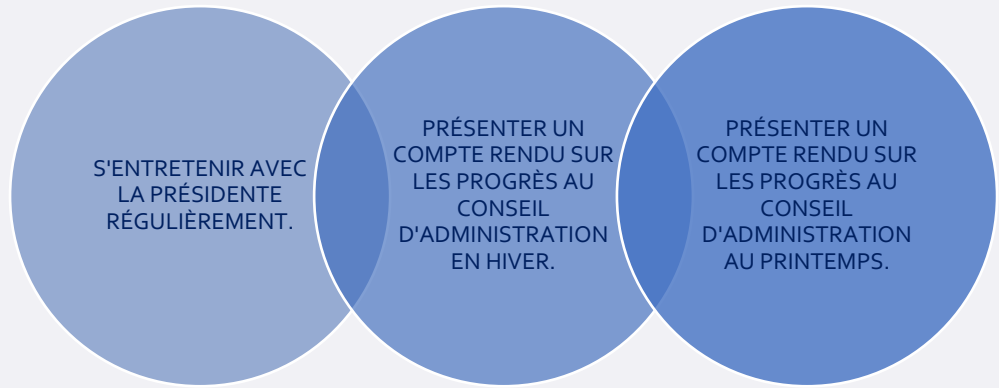 S'ENTRETENIR AVEC
LA PRÉSIDENTE
RÉGULIÈREMENT.
PRÉSENTER UN
COMPTE RENDU SUR
LES PROGRÈS AU
CONSEIL
D'ADMINISTRATION
EN HIVER.
PRÉSENTER UN
COMPTE RENDU SUR
LES PROGRÈS AU
CONSEIL
D'ADMINISTRATION
AU PRINTEMPS.